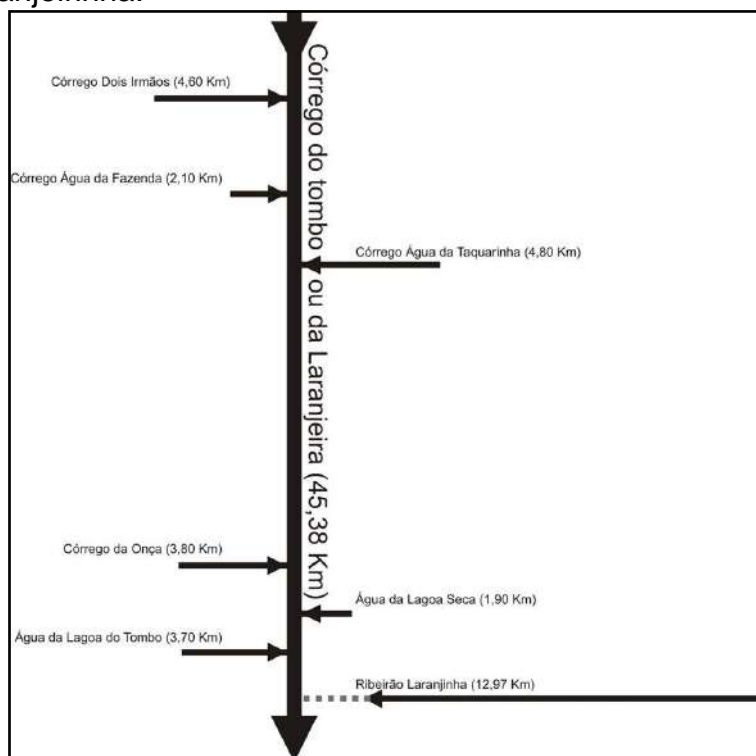 Córrego Dois Irmãos (4,60 Km)
Córrego Água da Fazenda (2,10 Km)
Córrego do tombo ou da Laranjeira (45,38 Km)
Córrego Água da Taquarinha (4,80 Km)
Córrego da Onça (3,80 Km)
Água da Lagoa Seca (1,90 Km)
Água da Lagoa do Tombo (3,70 Km)
Ribeirão Laranjinha (12,97 Km)